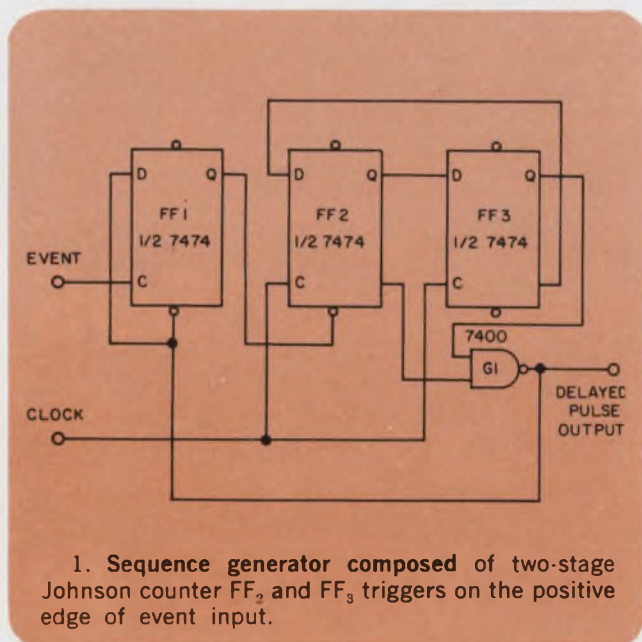 D Q
FF1
1/2 7474
C
D Q
FF2
1/2 7474
C
D Q
FF3
1/2 7474
C
EVENT
CLOCK
7400
G1
DELAYED
PULSE
OUTPUT
1. Sequence generator composed of two-stage
Johnson counter FF₂ and FF₃ triggers on the positive
edge of event input.